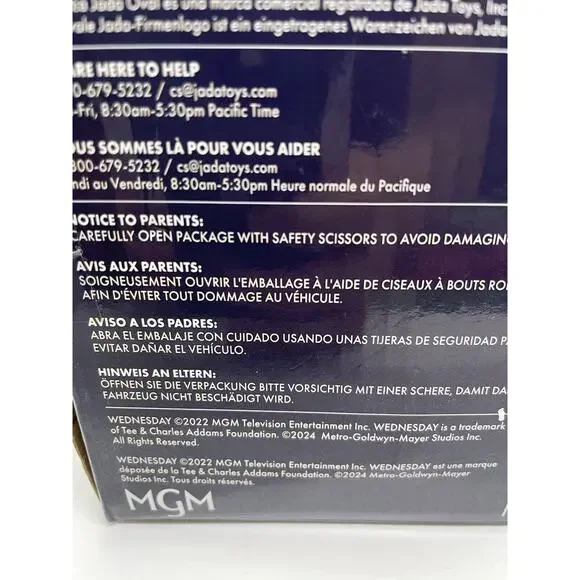 Jada Oval es una marca comercial registrada de Jada Toys, Inc
ovale Jada-Firmenlogo ist ein eingetragenes Warenzeichen von Jada
ARE HERE TO HELP
0-679-5232 / cs@jadatoys.com
-Fri, 8:30am-5:30pm Pacific Time
OUS SOMMES LÀ POUR VOUS AIDER
800-679-5232 / cs@jadatoys.com
ndi au Vendredi, 8:30am-5:30pm Heure normale du Pacifique
NOTICE TO PARENTS:
CAREFULLY OPEN PACKAGE WITH SAFETY SCISSORS TO AVOID DAMAGING
AVIS AUX PARENTS:
SOIGNEUSEMENT OUVRIR L'EMBALLAGE À L'AIDE DE CISEAUX À BOUTS RO
AFIN D'ÉVITER TOUT DOMMAGE AU VÉHICULE.
AVISO A LOS PADRES:
ABRA EL EMBALAJE CON CUIDADO USANDO UNAS TIJERAS DE SEGURIDAD PA
EVITAR DAÑAR EL VEHÍCULO.
HINWEIS AN ELTERN:
ÖFFNEN SIE DIE VERPACKUNG BITTE VORSICHTIG MIT EINER SCHERE, DAMIT DA
FAHRZEUG NICHT BESCHÄDIGT WIRD.
WEDNESDAY ©2022 MGM Television Entertainment Inc. WEDNESDAY is a trademark
of Tee & Charles Addams Foundation. ©2024 Metro-Goldwyn-Mayer Studios Inc.
All Rights Reserved.
WEDNESDAY ©2022 MGM Television Entertainment Inc. WEDNESDAY est une marque
déposée de la Tee & Charles Addams Foundation. ©2024 Metro-Goldwyn-Mayer
Studios Inc. Tous droits réservés.
MGM